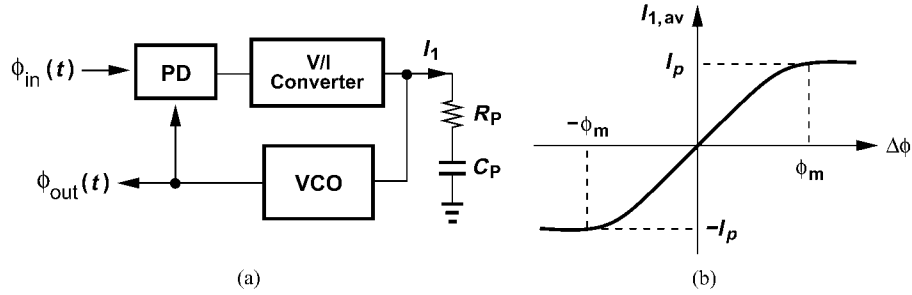 ϕin (t)
PD
V/I
Converter
I1
RP
CP
VCO
ϕout (t)
(a)
I1, av
Ip
−ϕm
Δϕ
ϕm
−Ip
(b)